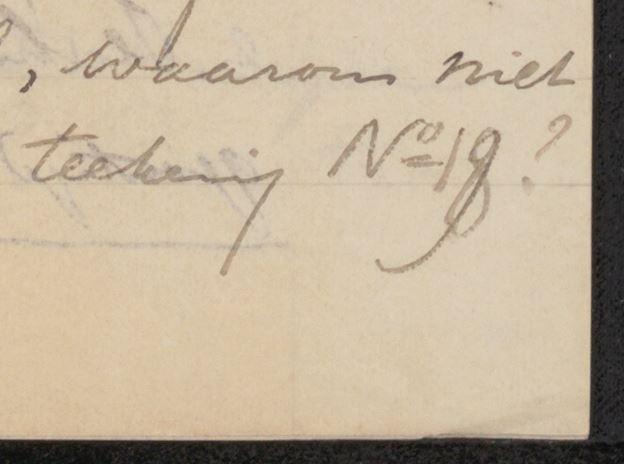 , waarom niet
teekening No 19?